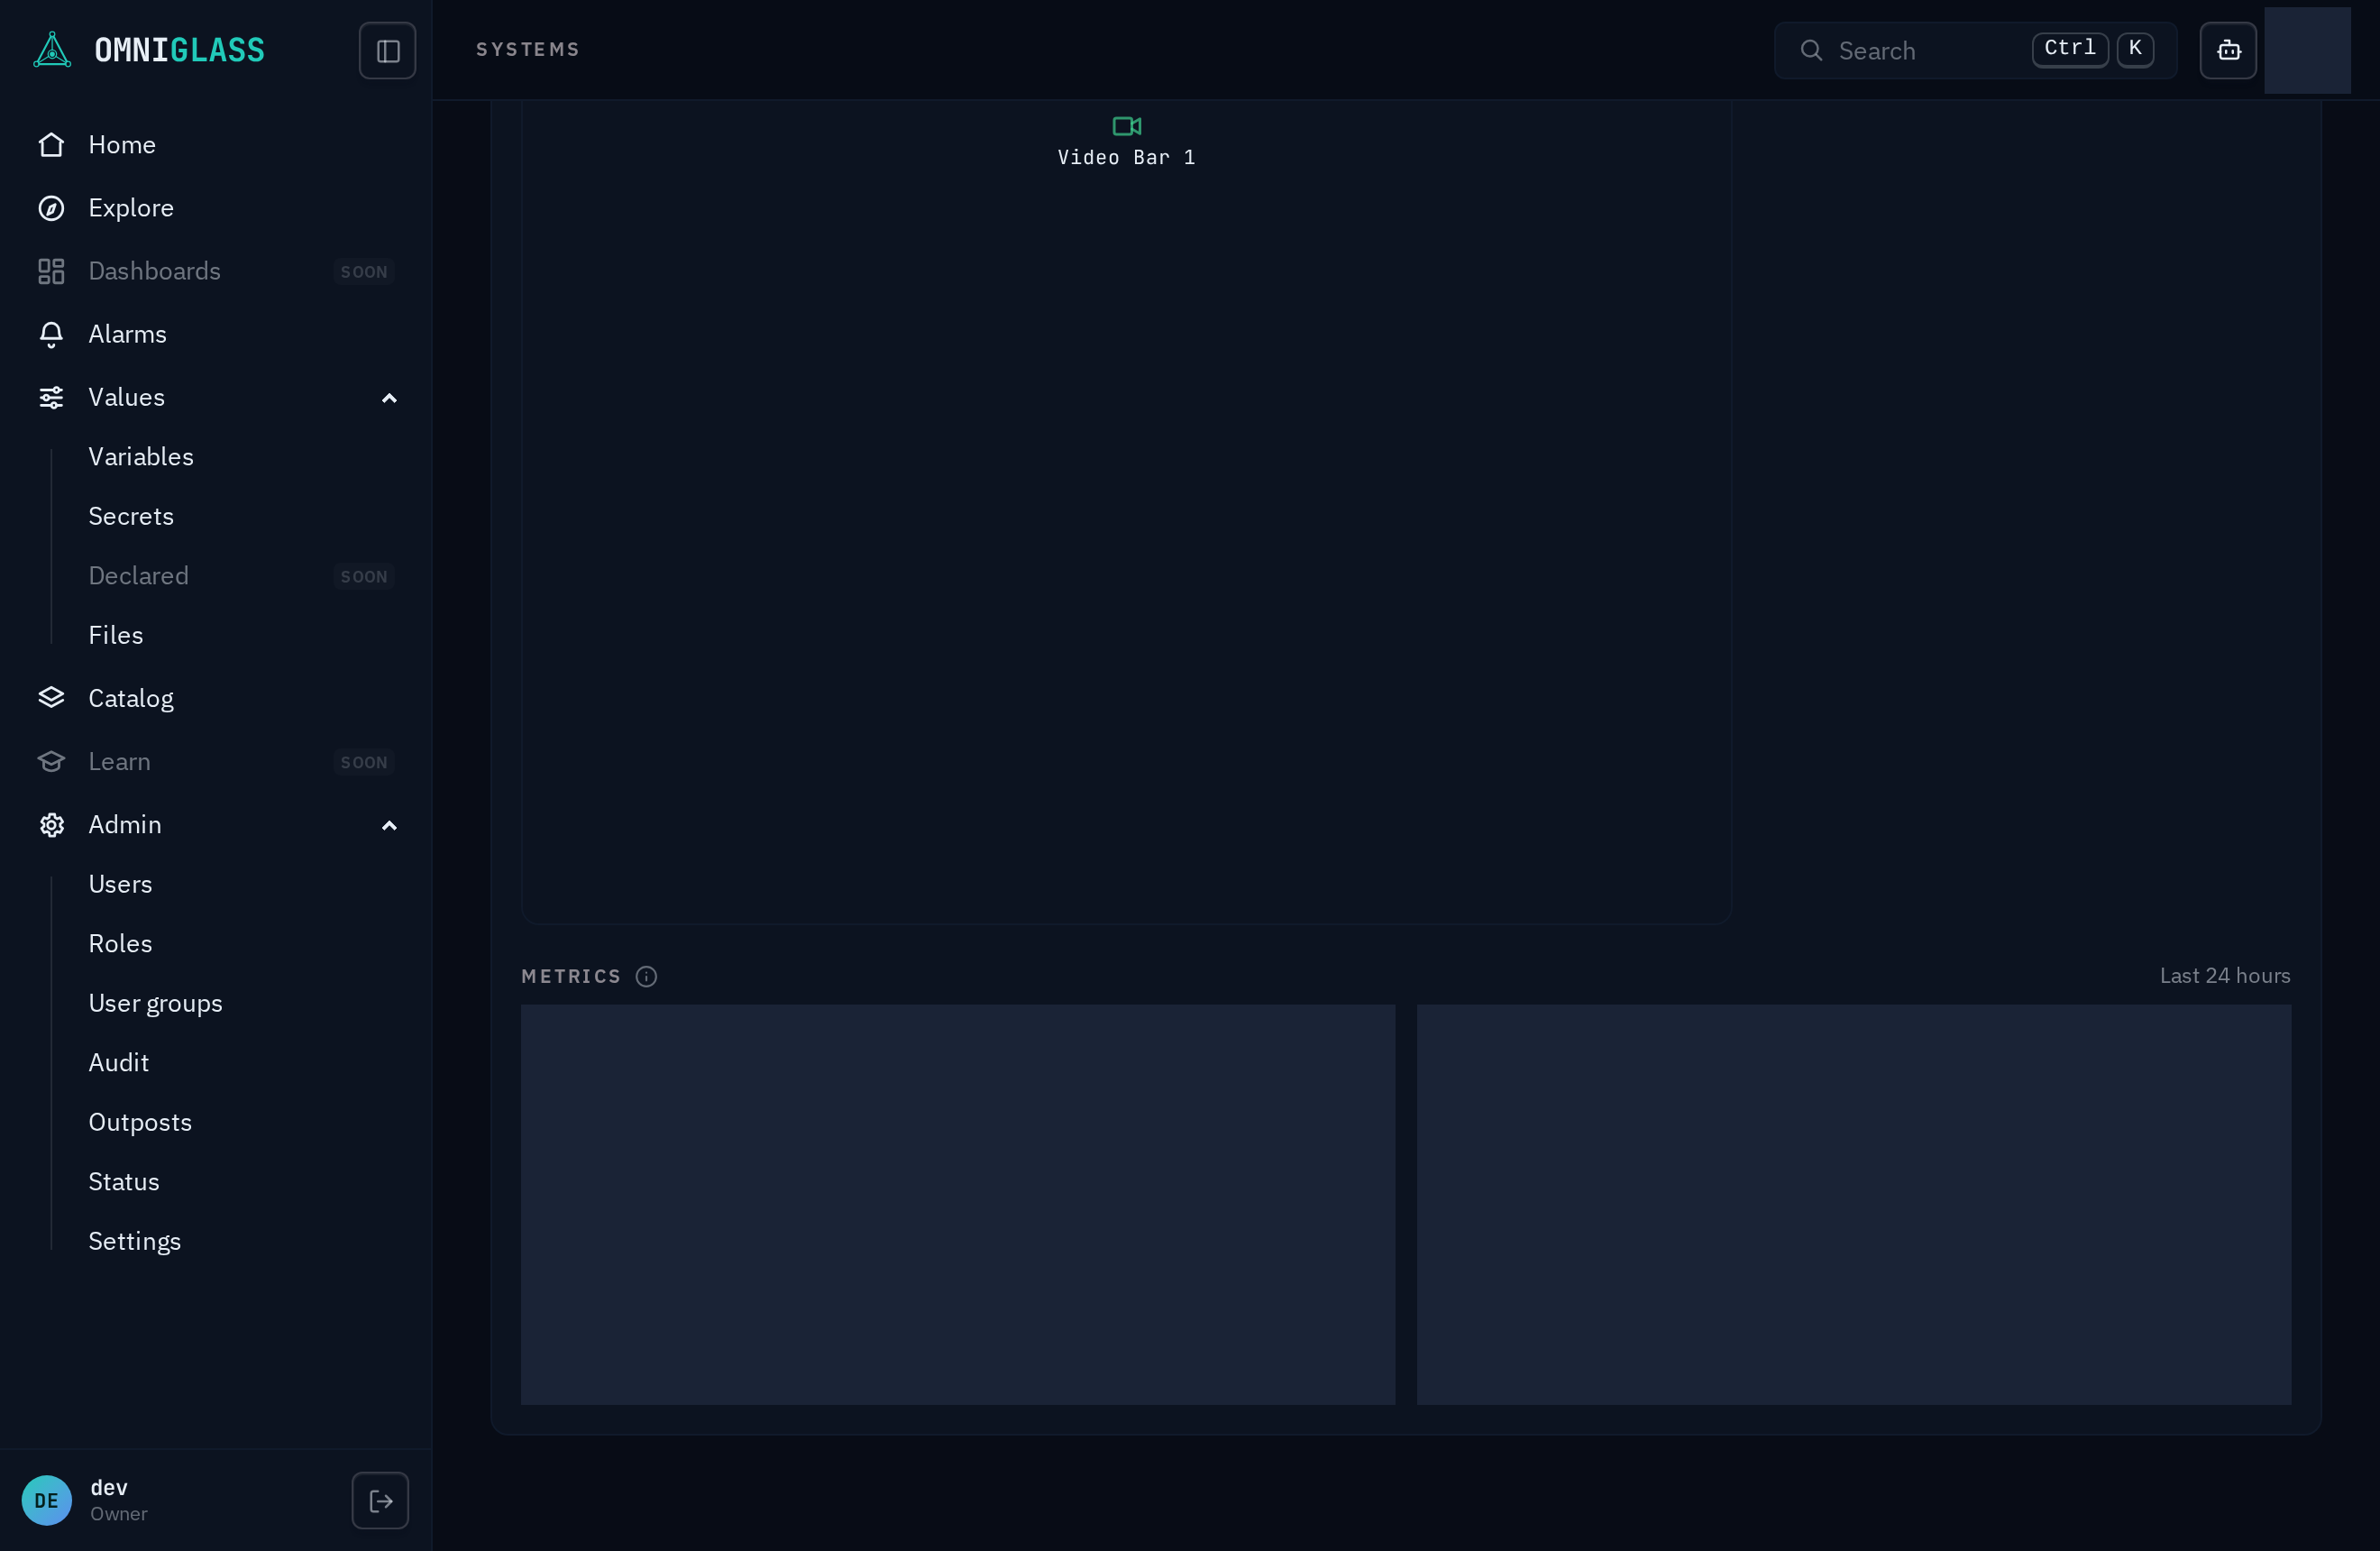 OMNIGLASS
Home
Explore
Dashboards SOON
Alarms
Values
Variables
Secrets
Declared SOON
Files
Catalog
Learn SOON
Admin
Users
Roles
User groups
Audit
Outposts
Status
Settings
DE dev
Owner
SYSTEMS
Search Ctrl K
Video Bar 1
METRICS
Last 24 hours